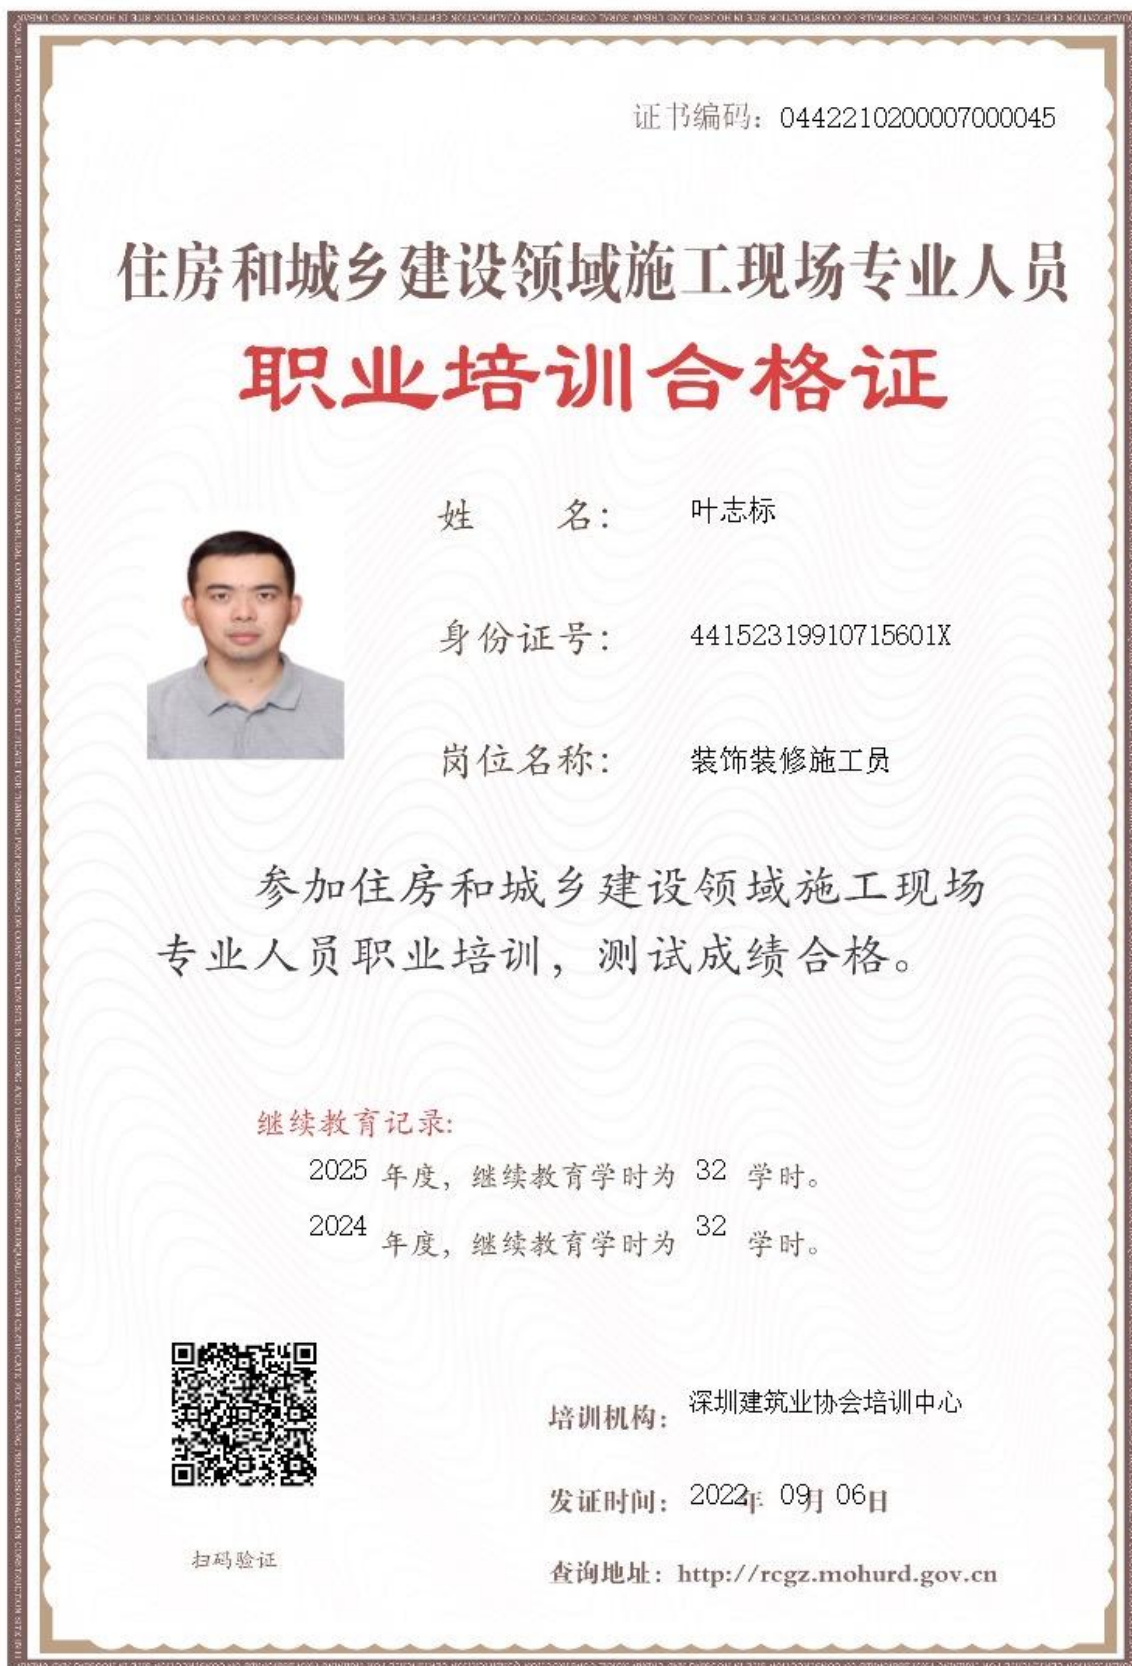 证书编码：0442210200007000045
住房和城乡建设领域施工现场专业人员
职业培训合格证
姓 名： 叶志标
身份证号： 44152319910715601X
岗位名称： 装饰装修施工员
参加住房和城乡建设领域施工现场
专业人员职业培训，测试成绩合格。
继续教育记录:
2025 年度，继续教育学时为 32 学时。
2024 年度，继续教育学时为 32 学时。
培训机构： 深圳建筑业协会培训中心
发证时间： 2022年 09月 06日
扫码验证
查询地址：http://rcgz.mohurd.gov.cn